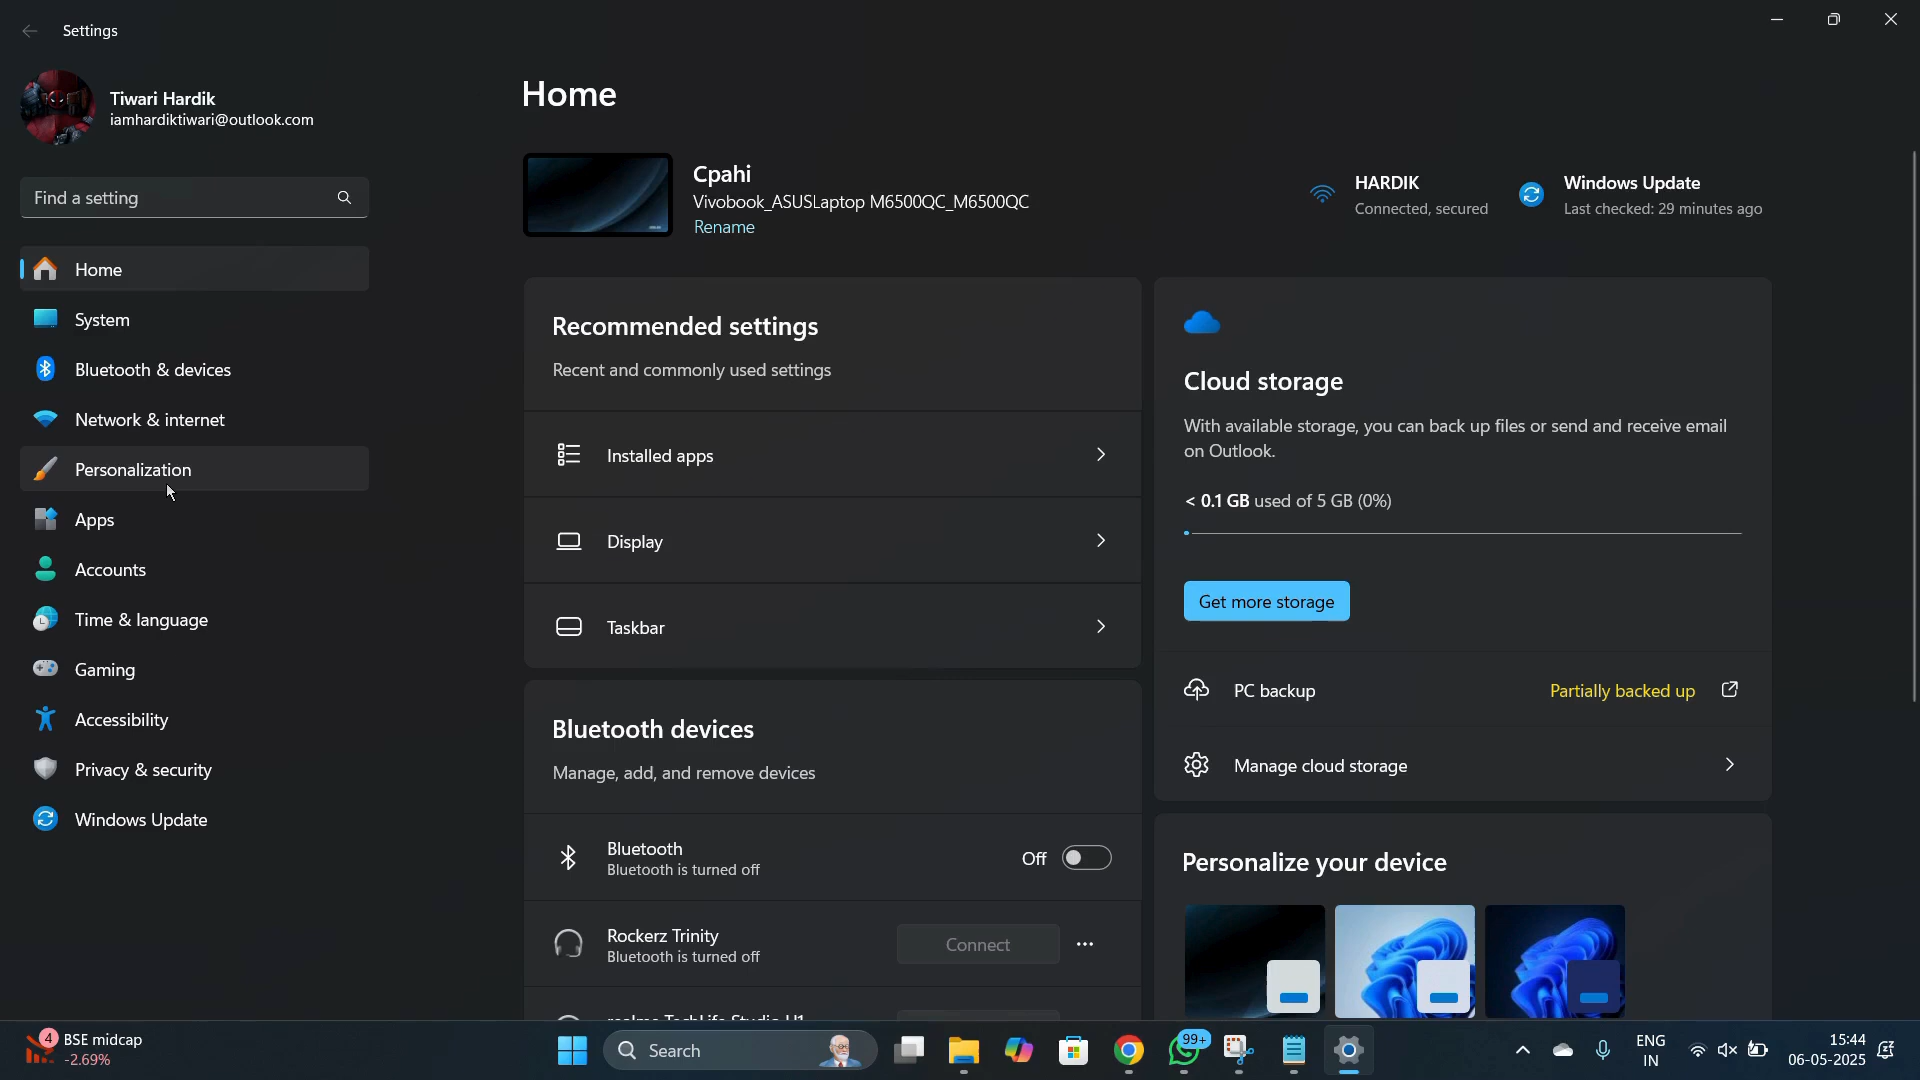 Settings
Tiwari Hardik
iamhardiktiwari@outlook.com
Find a setting
Home
System
Bluetooth & devices
Network & internet
Personalization
Apps
Accounts
Time & language
Gaming
Accessibility
Privacy & security
Windows Update
Home
Cpahi
Vivobook_ASUSLaptop M6500QC_M6500QC
Rename
HARDIK
Connected, secured
Windows Update
Last checked: 29 minutes ago
Recommended settings
Recent and commonly used settings
Installed apps
Display
Taskbar
Bluetooth devices
Manage, add, and remove devices
Bluetooth
Bluetooth is turned off
Off
Rockerz Trinity
Bluetooth is turned off
Connect
realme TechLife Studio H1
Cloud storage
With available storage, you can back up files or send and receive email
on Outlook.
< 0.1 GB used of 5 GB (0%)
Get more storage
PC backup
Partially backed up
Manage cloud storage
Personalize your device
4
BSE midcap
-2.69%
Search
99+
ENG
IN
15:44
06-05-2025